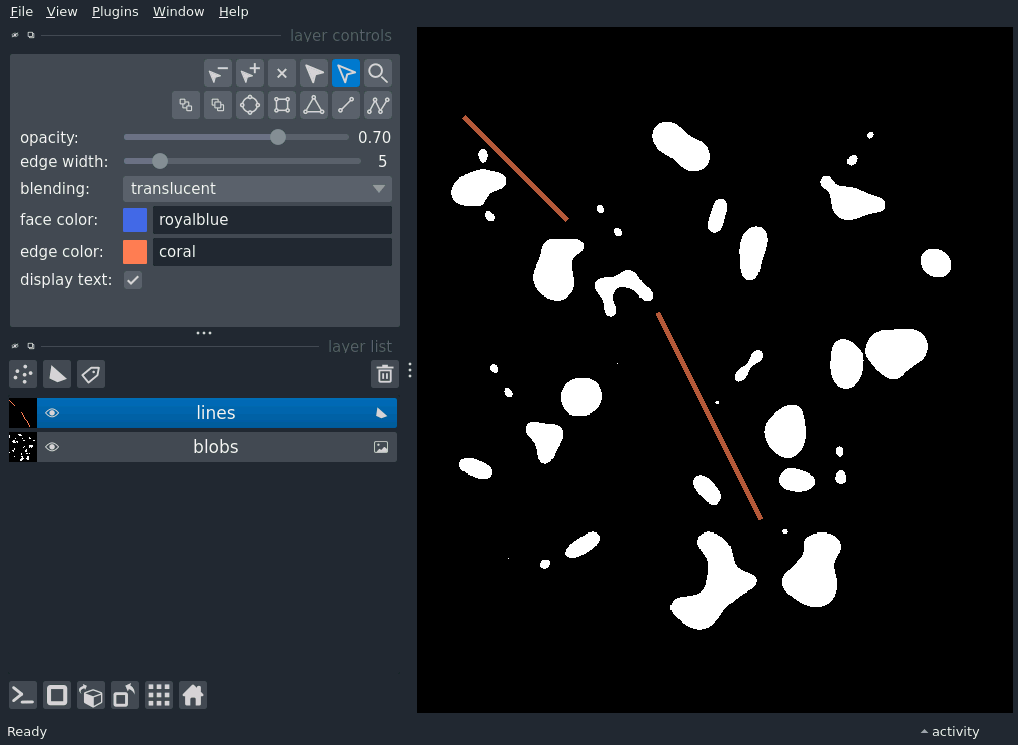 File View Plugins Window Help
layer controls
opacity: 0.70
edge width: 5
blending: translucent
face color: royalblue
edge color: coral
display text:
layer list
lines
blobs
Ready activity